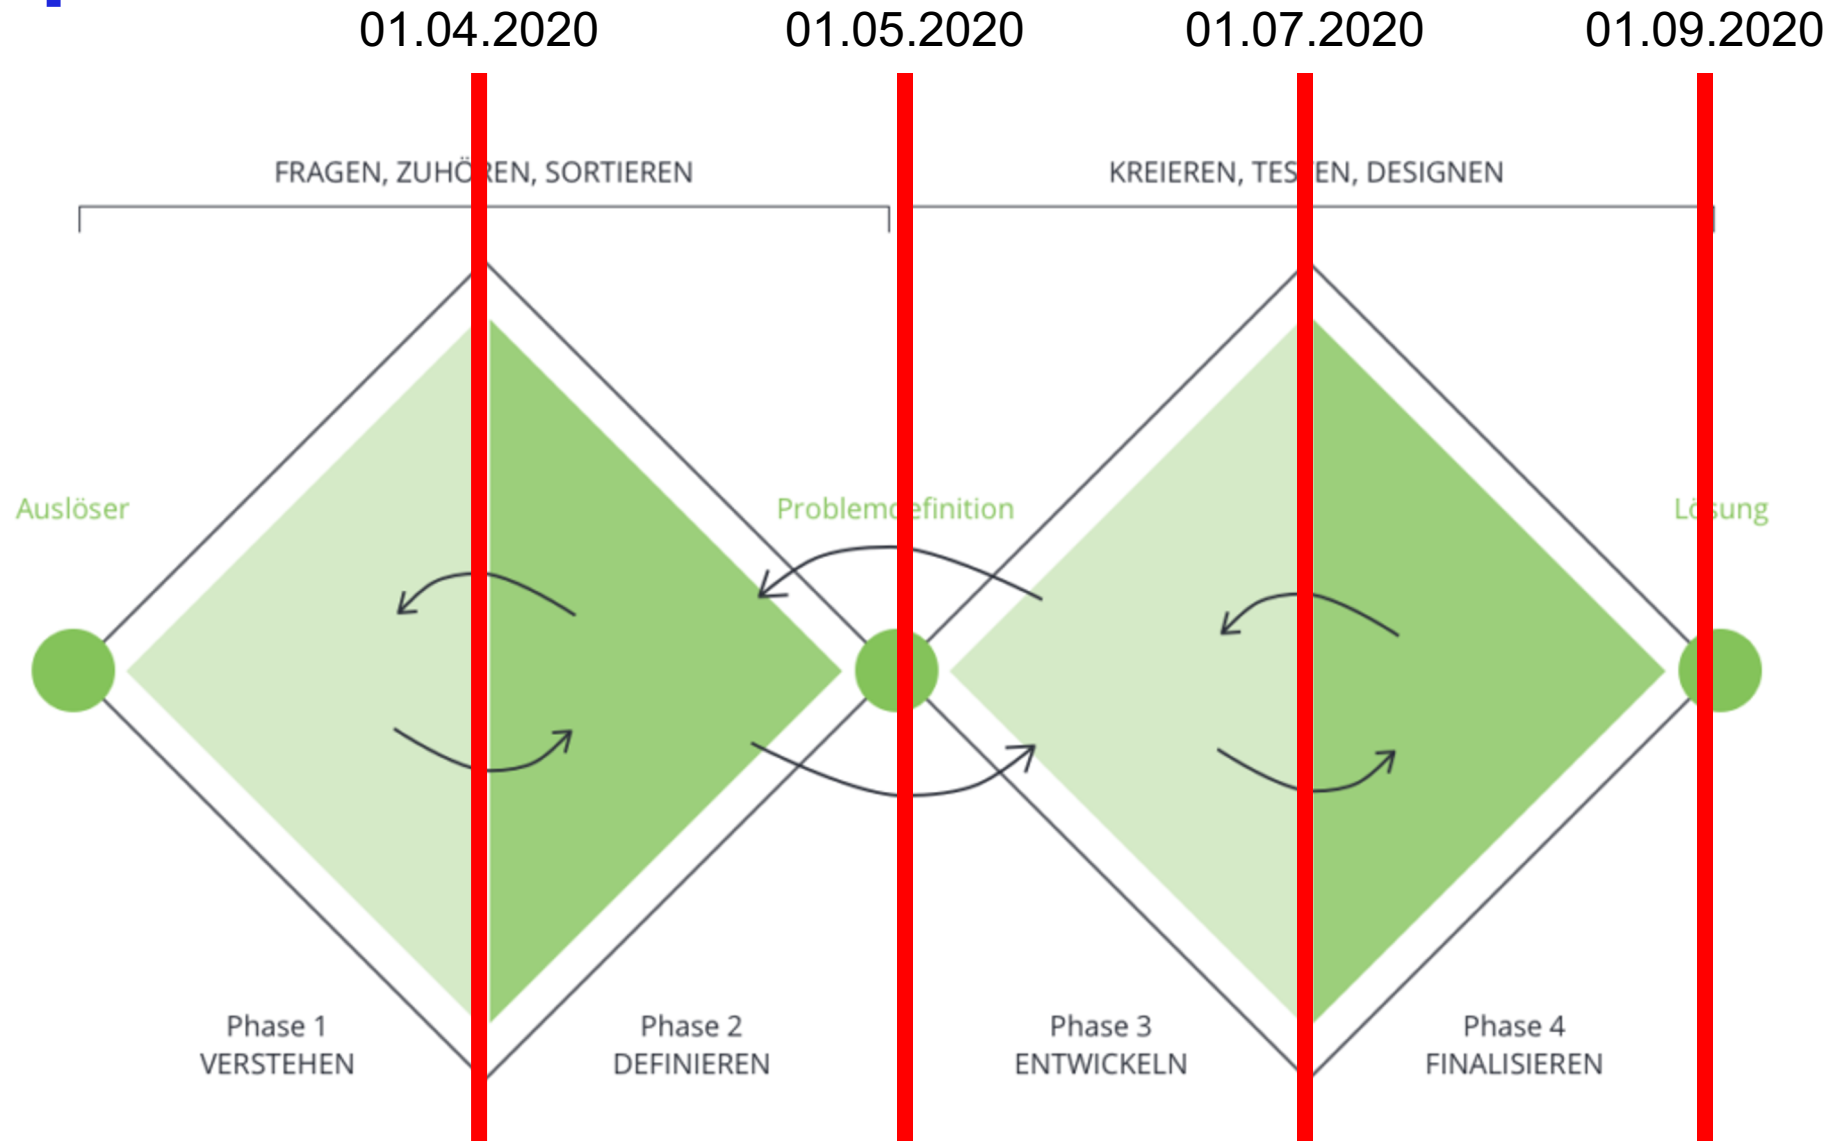 01.04.2020
01.05.2020
01.07.2020
01.09.2020
FRAGEN, ZUHÖREN, SORTIEREN
KREIEREN, TESTEN, DESIGNEN
Auslöser
Problemdefinition
Lösung
Phase 1
VERSTEHEN
Phase 2
DEFINIEREN
Phase 3
ENTWICKELN
Phase 4
FINALISIEREN